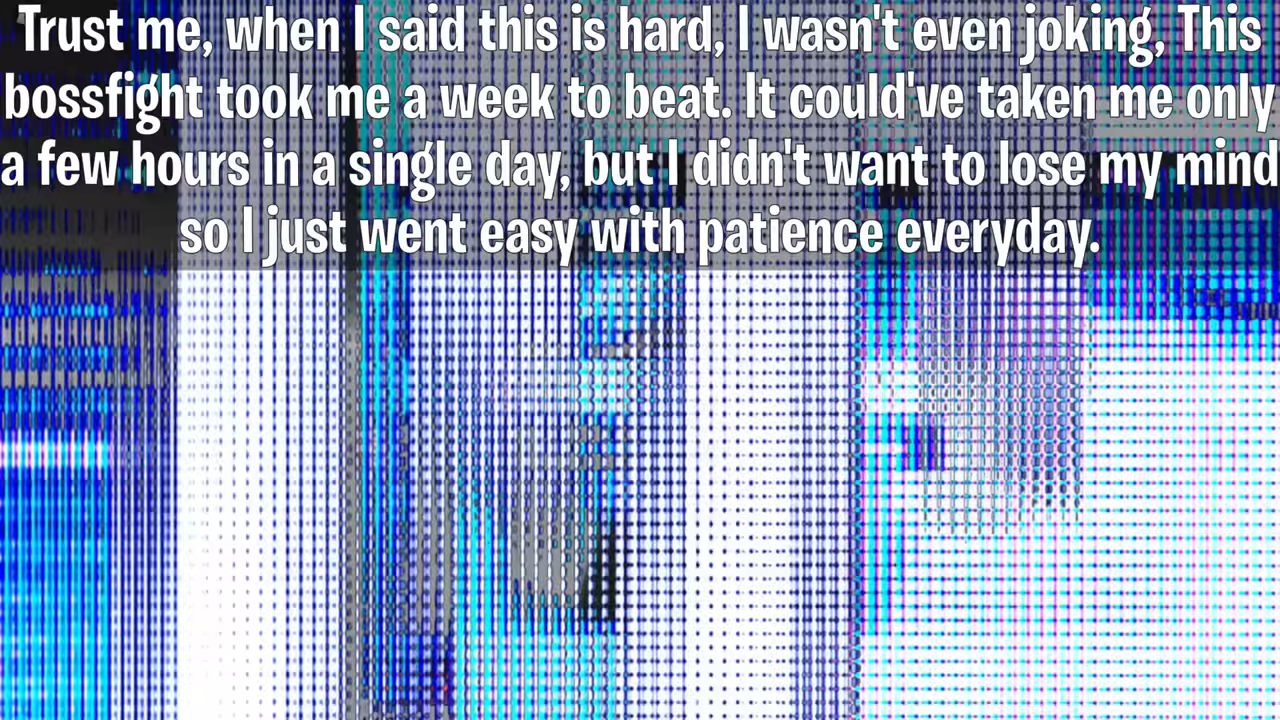 Trust me, when I said this is hard, I wasn't even joking, This
bossfight took me a week to beat. It could've taken me only
a few hours in a single day, but I didn't want to lose my mind
so I just went easy with patience everyday.